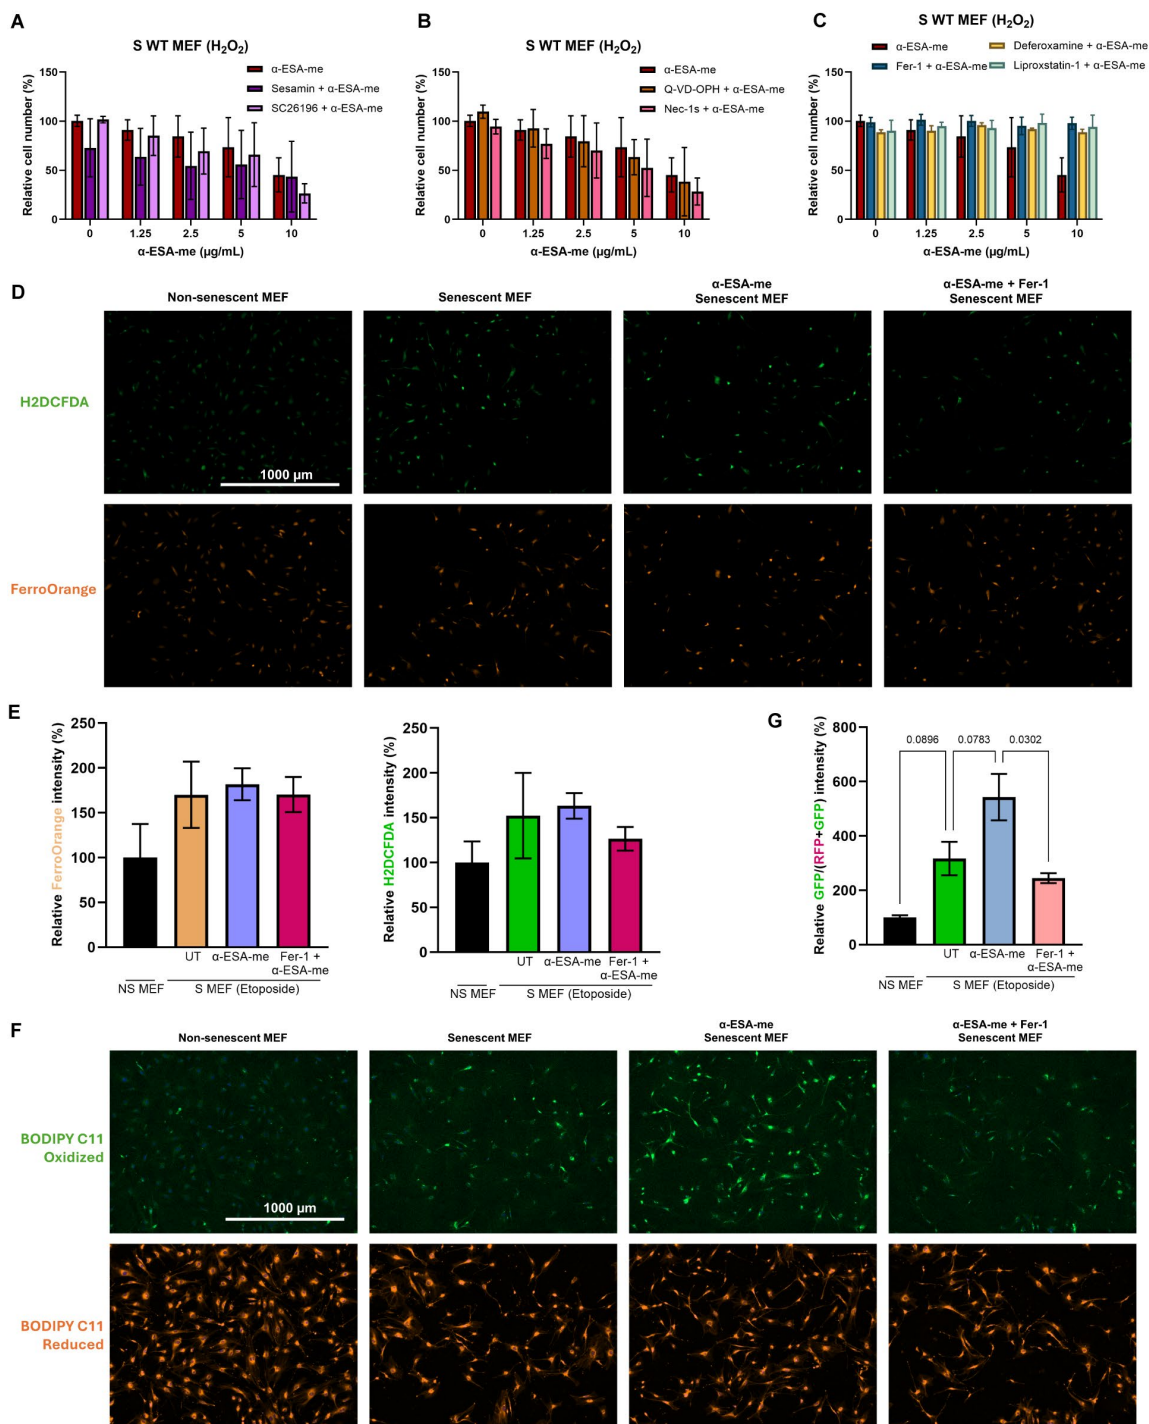 A
S WT MEF (H₂O₂)
α-ESA-me
Sesamin + α-ESA-me
SC26196 + α-ESA-me
Relative cell number (%)
150
100
50
0
0 1.25 2.5 5 10
α-ESA-me (µg/mL)
B
S WT MEF (H₂O₂)
α-ESA-me
Q-VD-OPH + α-ESA-me
Nec-1s + α-ESA-me
Relative cell number (%)
150
100
50
0
0 1.25 2.5 5 10
α-ESA-me (µg/mL)
C
S WT MEF (H₂O₂)
α-ESA-me
Deferoxamine + α-ESA-me
Fer-1 + α-ESA-me
Liproxstatin-1 + α-ESA-me
Relative cell number (%)
150
100
50
0
0 1.25 2.5 5 10
α-ESA-me (µg/mL)
D
Non-senescent MEF
Senescent MEF
α-ESA-me
Senescent MEF
α-ESA-me + Fer-1
Senescent MEF
H2DCFDA
1000 µm
FerroOrange
E
Relative FerroOrange intensity (%)
250
200
150
100
50
0
UT α-ESA-me Fer-1 +
α-ESA-me
NS MEF S MEF (Etoposide)
Relative H2DCFDA intensity (%)
250
200
150
100
50
0
UT α-ESA-me Fer-1 +
α-ESA-me
NS MEF S MEF (Etoposide)
G
Relative GFP/(RFP+GFP) intensity (%)
800
600
400
200
0
0.0896 0.0783 0.0302
UT α-ESA-me Fer-1 +
α-ESA-me
NS MEF S MEF (Etoposide)
F
Non-senescent MEF
Senescent MEF
α-ESA-me
Senescent MEF
α-ESA-me + Fer-1
Senescent MEF
BODIPY C11
Oxidized
1000 µm
BODIPY C11
Reduced